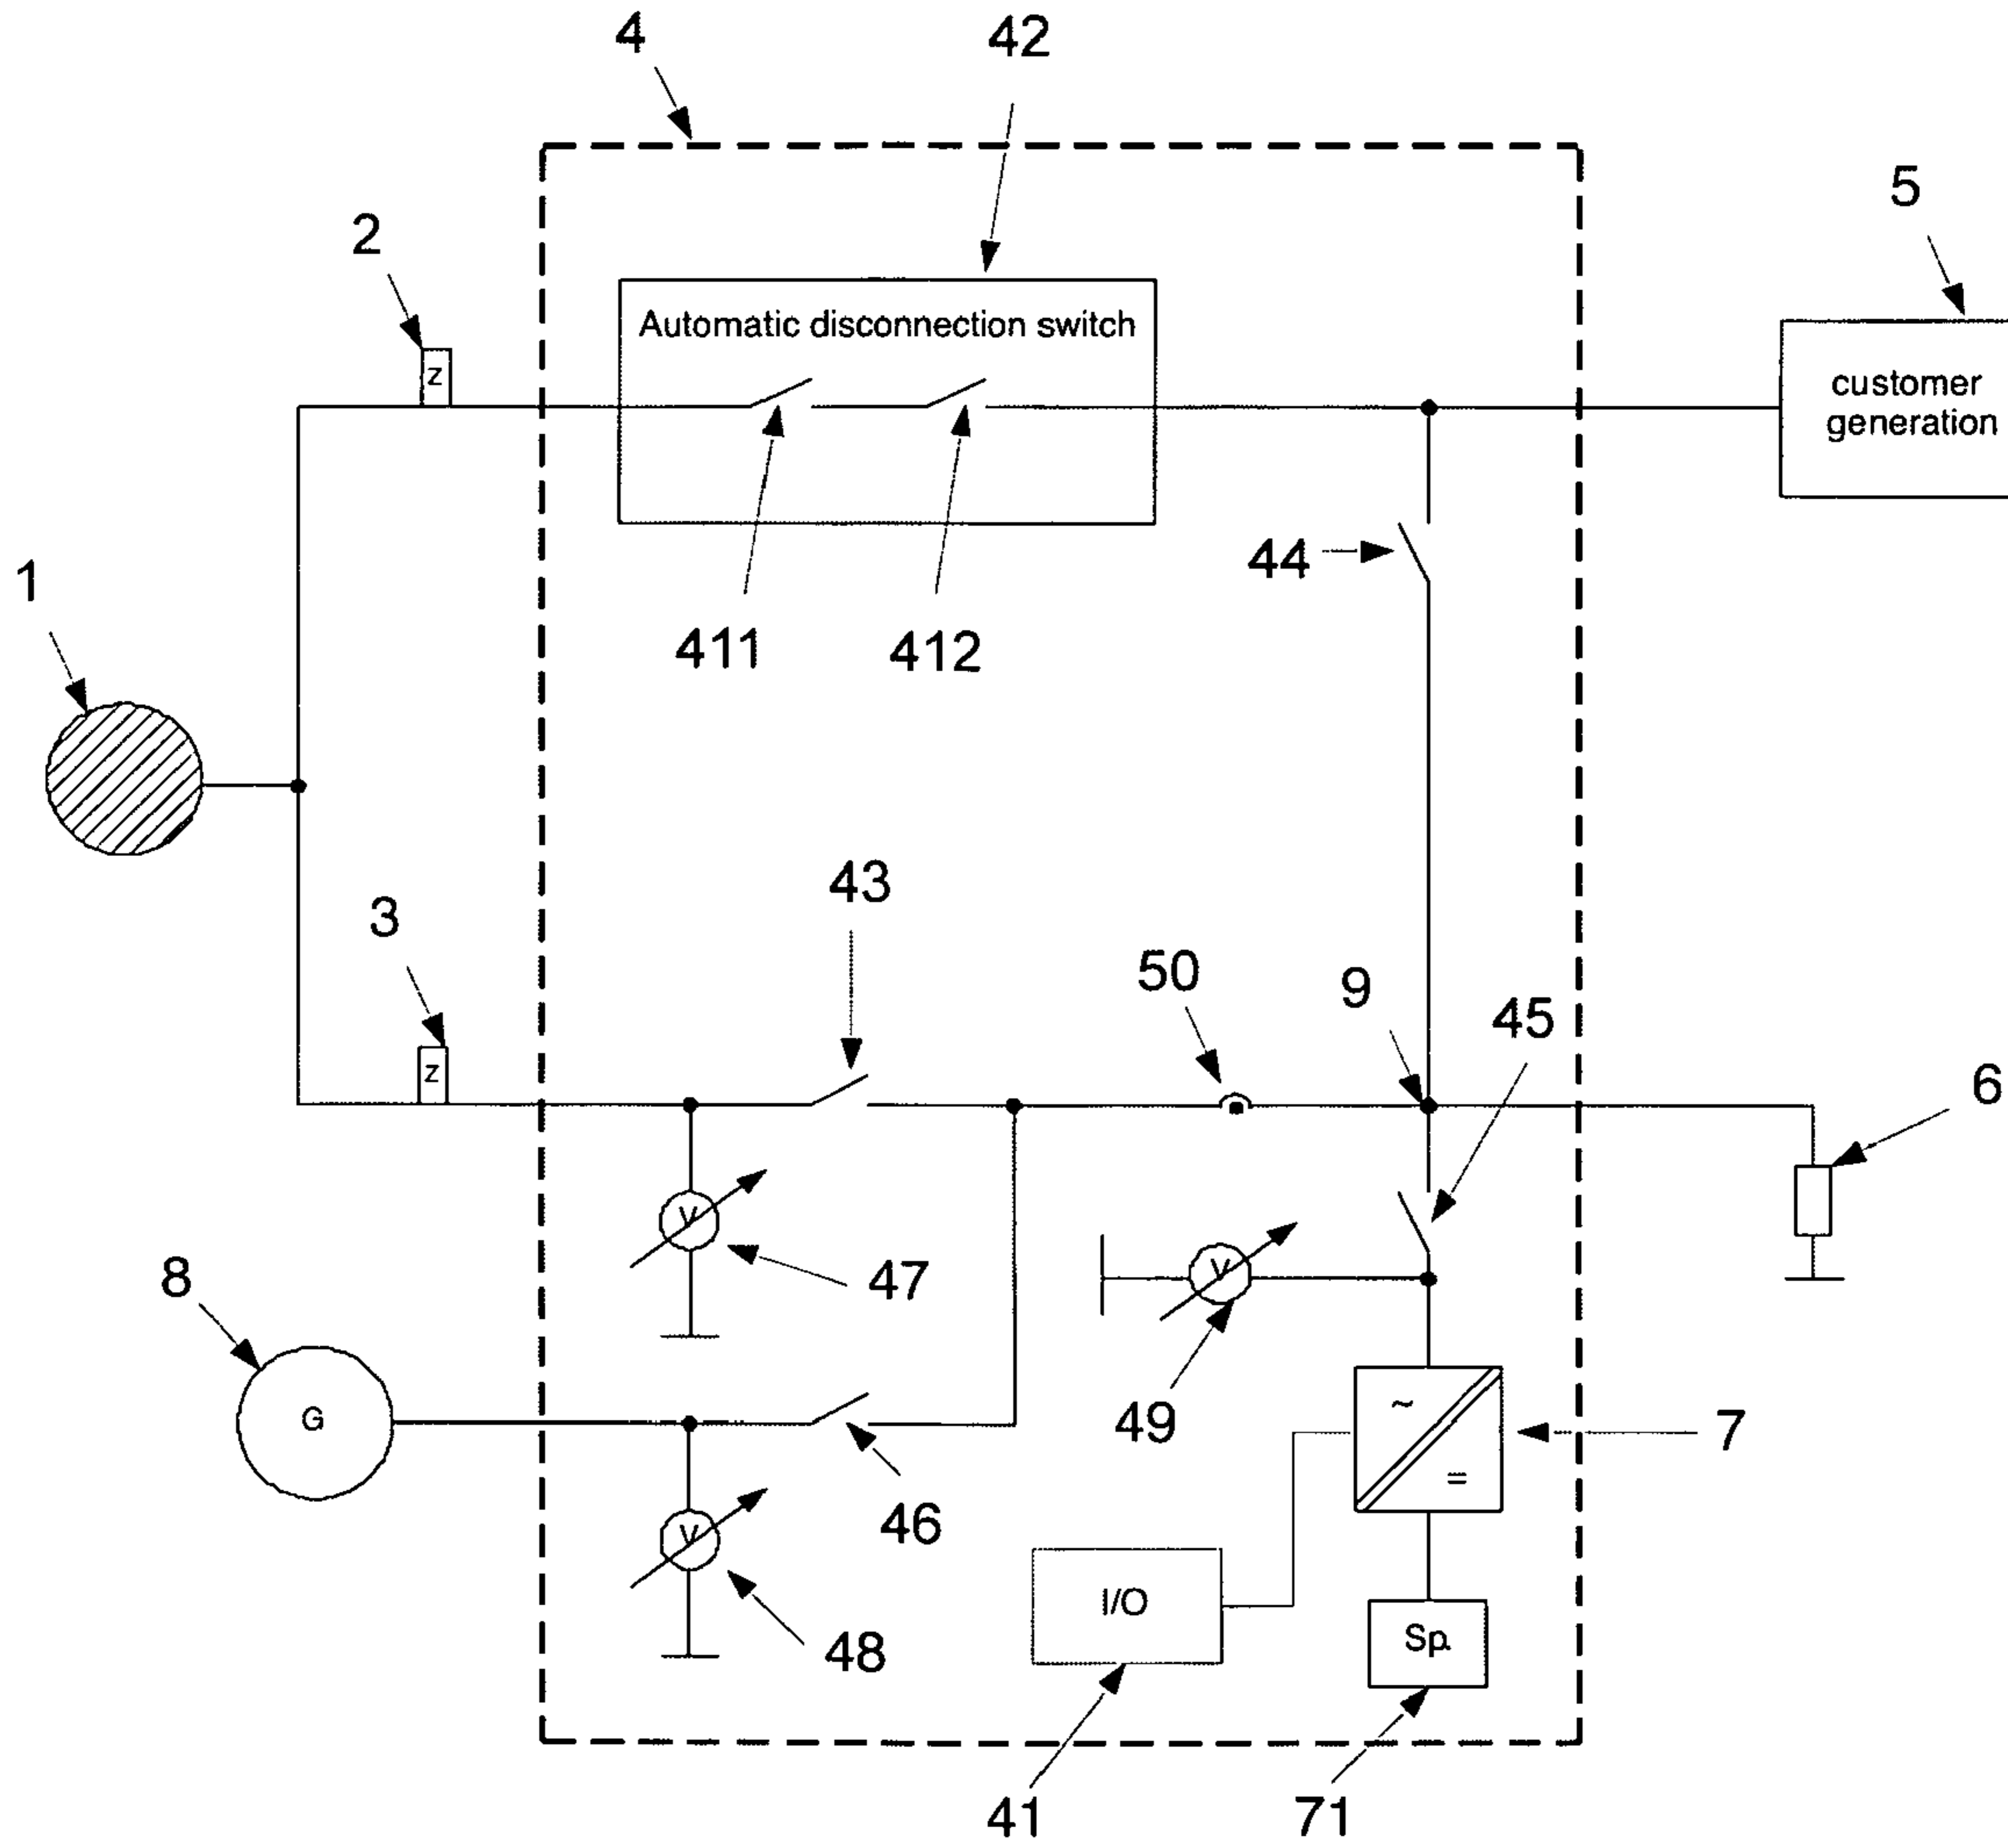 4
42
5
2
Automatic disconnection switch
z
customer
generation
44
1
411
412
43
3
50
9
45
z
6
V
47
8
V
49
G
~
7
=
46
V
48
I/O
Sp.
41
71